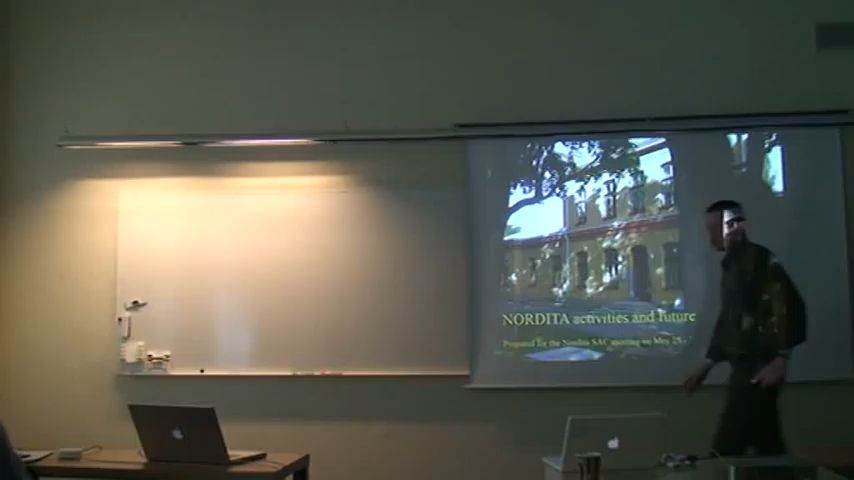 NORDITA activities and future
Prepared for the Nordita SAC meeting on May 25